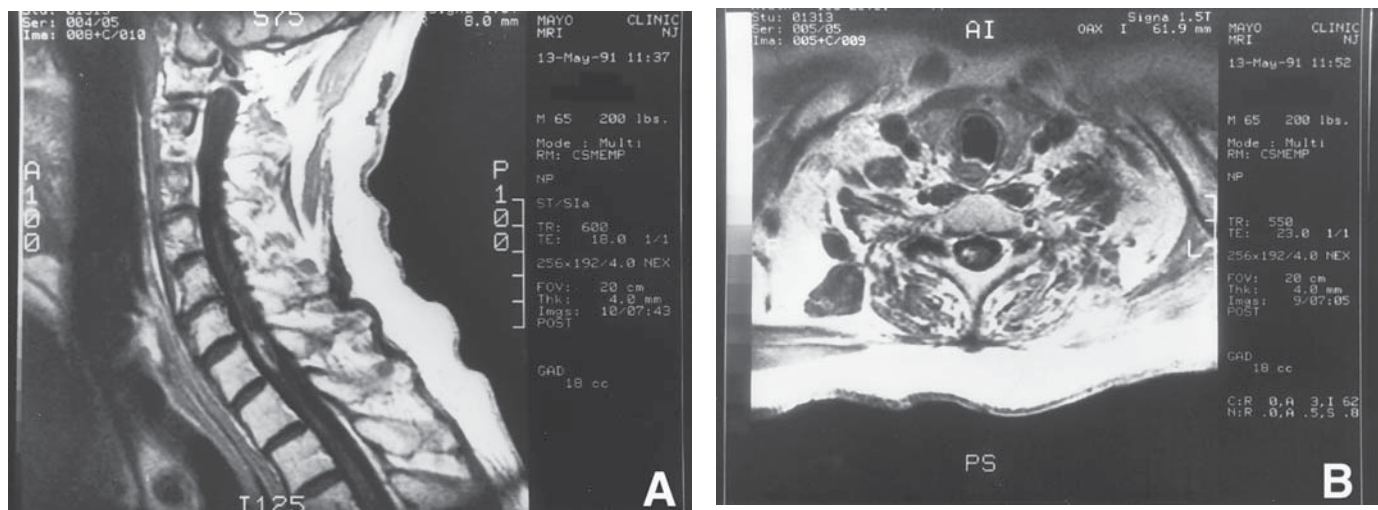 Stu: 01313
Ser: 004/05
Ima: 008+C/010
S75
8.0 mm
MAYO CLINIC
MRI NJ
13-May-91 11:37
M 65 200 lbs.
Mode : Multi
RM: CSMEMP
NP
ST/SIa
TR: 600
TE: 18.0 1/1
256x192/4.0 NEX
FOV: 20 cm
Thk: 4.0 mm
Imgs: 10/07:43
POST
GAD
18 cc
A
100
P
100
I125
A
Stu: 01313
Ser: 005/05
Ima: 005+C/009
AI
Signa 1.5T
OAX I 61.9 mm
MAYO CLINIC
MRI NJ
13-May-91 11:52
M 65 200 lbs.
Mode : Multi
RM: CSMEMP
NP
TR: 550
TE: 23.0 1/1
256x192/4.0 NEX
FOV: 20 cm
Thk: 4.0 mm
Imgs: 9/07:05
POST
GAD
18 cc
C:R .0,A 3,I 62
N:R .0,A .5,S .8
L
PS
B